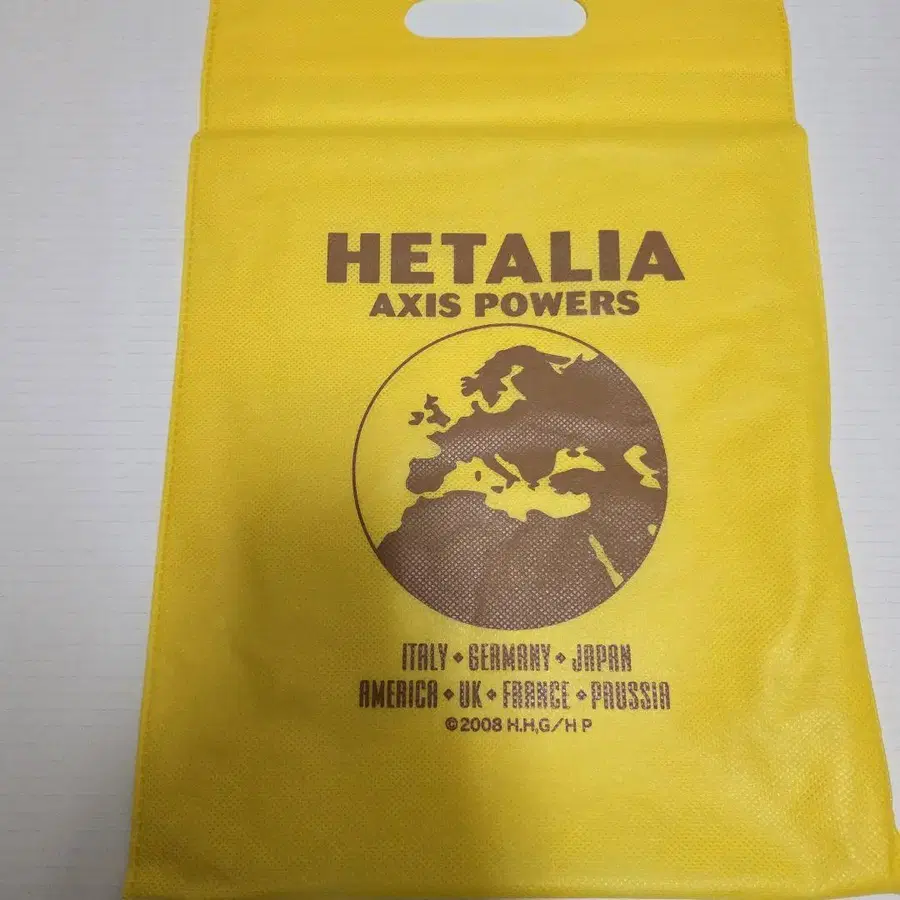 HETALIA
AXIS POWERS
ITALY ◆ GERMANY ◆ JAPAN
AMERICA ◆ UK ◆ FRANCE ◆ PRUSSIA
©2008 H.H,G/H P